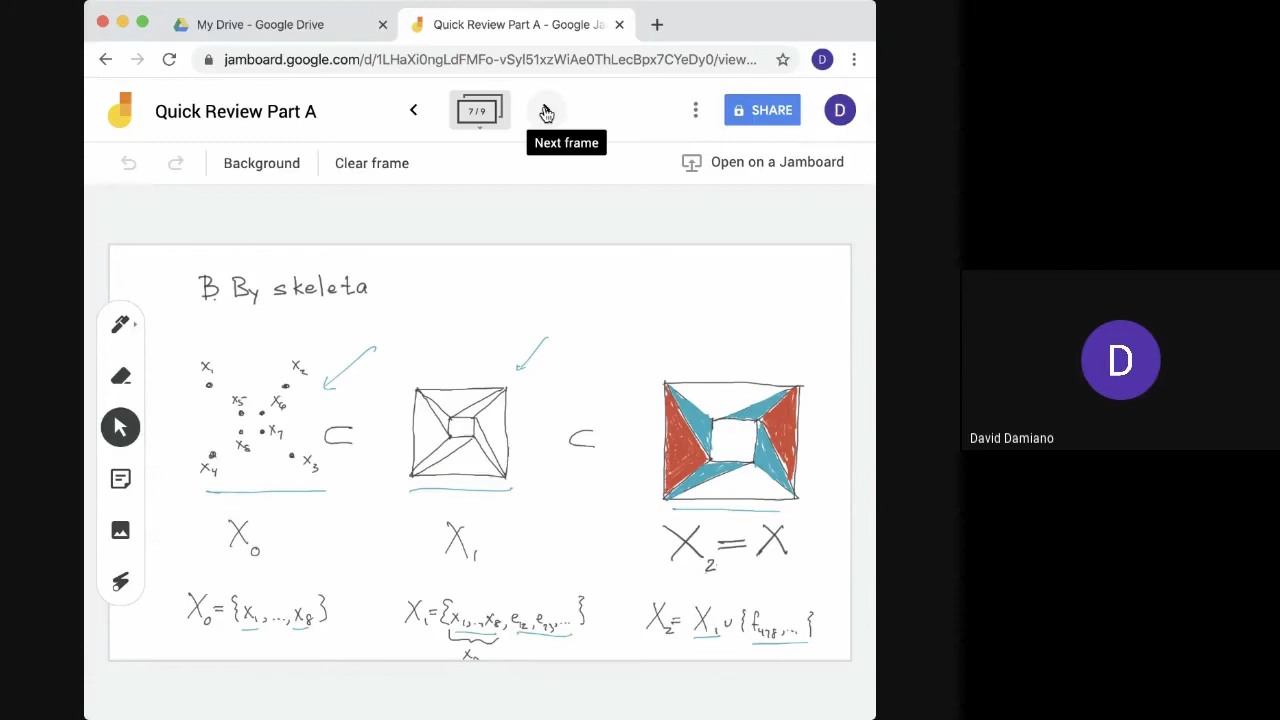 My Drive - Google Drive
Quick Review Part A - Google Ja
jamboard.google.com/d/1LHaXi0ngLdFMFo-vSyl51xzWiAe0ThLecBpx7CYeDy0/view...
D
Quick Review Part A
7/9
SHARE
D
Next frame
Background
Clear frame
Open on a Jamboard
B. By skeleta
x₁ x₂
x₅ x₆
x₈ x₇
x₄ x₃
⊂ ⊂
X₀ X₁ X₂ = X
X₀ = {x₁, ..., x₈} X₁ = {x₁, ..., x₈, e₁₂, e₂₃, ...} X₂ = X₁ ∪ {f₄₇₈, ...}
D
David Damiano